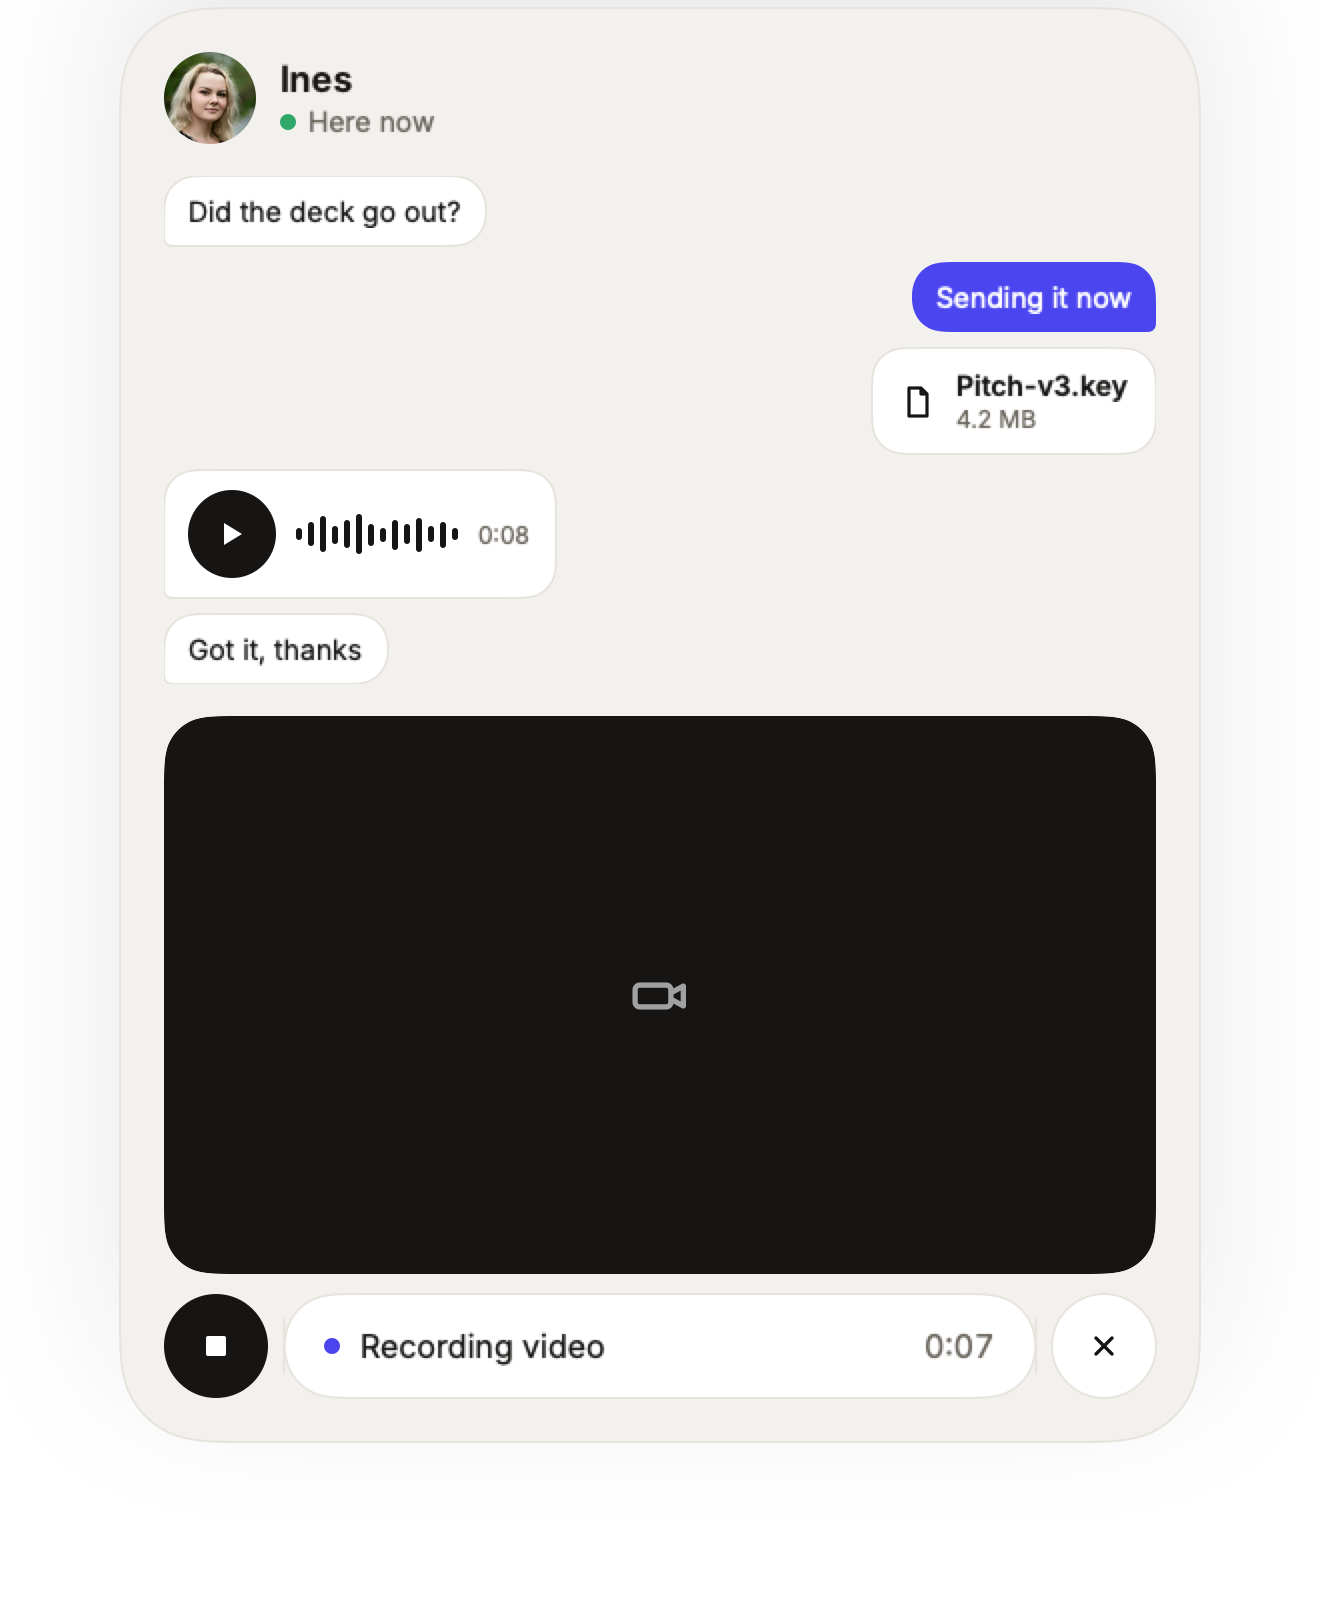 Ines
Here now
Did the deck go out?
Sending it now
Pitch-v3.key
4.2 MB
0:08
Got it, thanks
Recording video
0:07